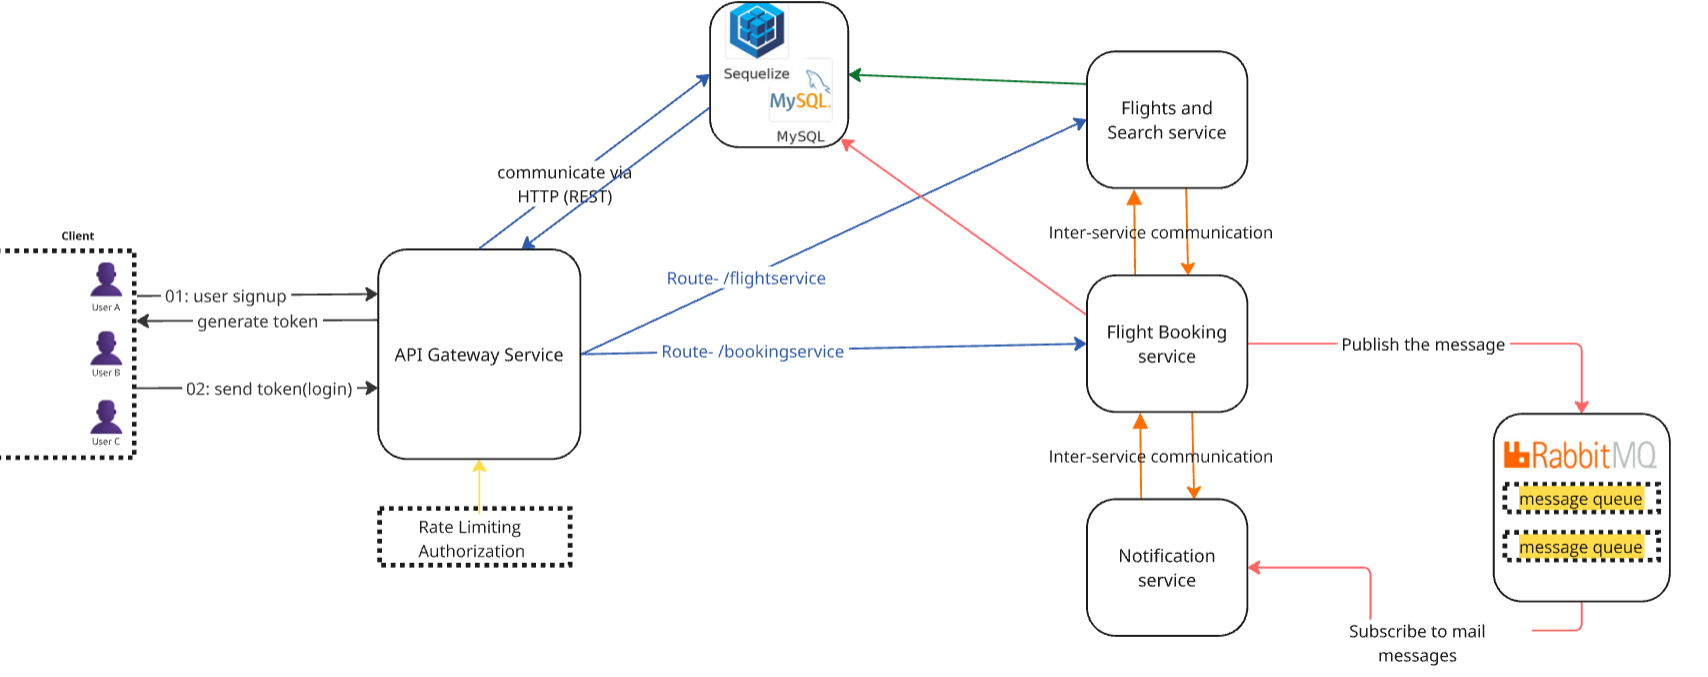 Sequelize
MySQL.
MySQL
Flights and
Search service
communicate via
HTTP (REST)
Client
User A
User B
User C
01: user signup
generate token
02: send token(login)
API Gateway Service
Rate Limiting
Authorization
Route- /flightservice
Route- /bookingservice
Inter-service communication
Flight Booking
service
Inter-service communication
Notification
service
Publish the message
RabbitMQ
message queue
message queue
Subscribe to mail
messages